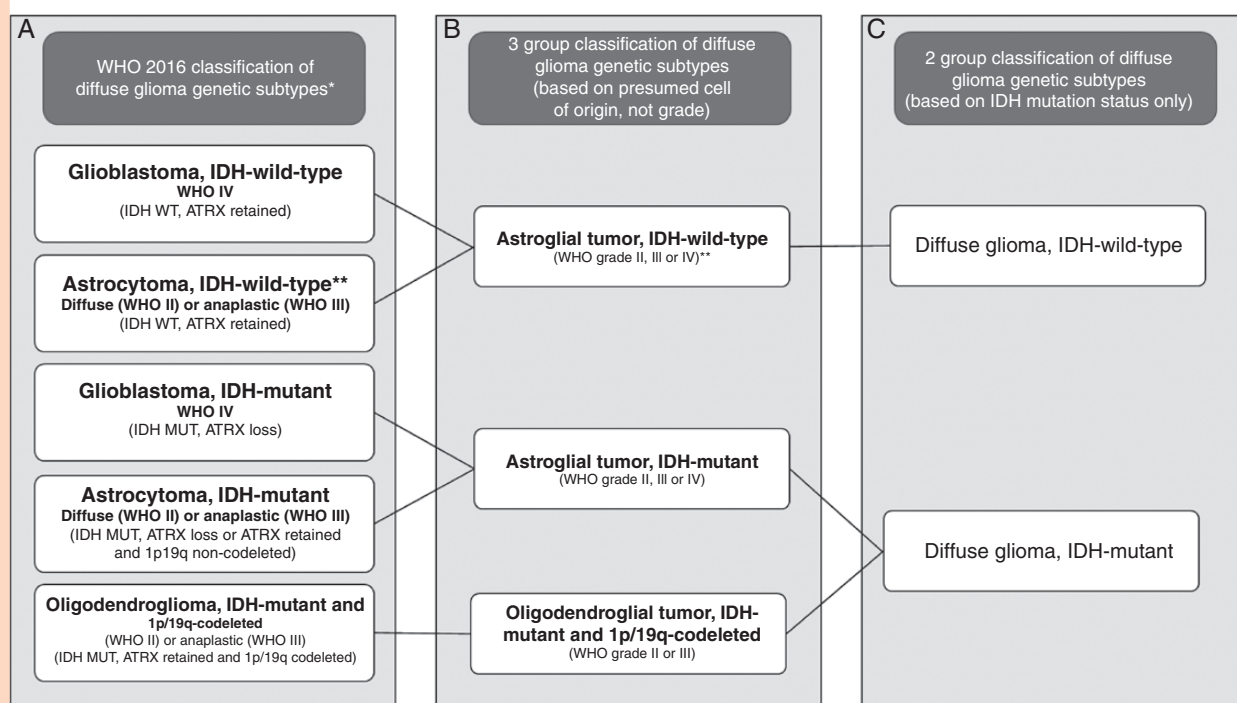 A
WHO 2016 classification of
diffuse glioma genetic subtypes*
Glioblastoma, IDH-wild-type
WHO IV
(IDH WT, ATRX retained)
Astrocytoma, IDH-wild-type**
Diffuse (WHO II) or anaplastic (WHO III)
(IDH WT, ATRX retained)
Glioblastoma, IDH-mutant
WHO IV
(IDH MUT, ATRX loss)
Astrocytoma, IDH-mutant
Diffuse (WHO II) or anaplastic (WHO III)
(IDH MUT, ATRX loss or ATRX retained
and 1p19q non-codeleted)
Oligodendroglioma, IDH-mutant and
1p/19q-codeleted
(WHO II) or anaplastic (WHO III)
(IDH MUT, ATRX retained and 1p/19q codeleted)
B
3 group classification of diffuse
glioma genetic subtypes
(based on presumed cell
of origin, not grade)
Astroglial tumor, IDH-wild-type
(WHO grade II, III or IV)**
Astroglial tumor, IDH-mutant
(WHO grade II, III or IV)
Oligodendroglial tumor, IDH-
mutant and 1p/19q-codeleted
(WHO grade II or III)
C
2 group classification of diffuse
glioma genetic subtypes
(based on IDH mutation status only)
Diffuse glioma, IDH-wild-type
Diffuse glioma, IDH-mutant